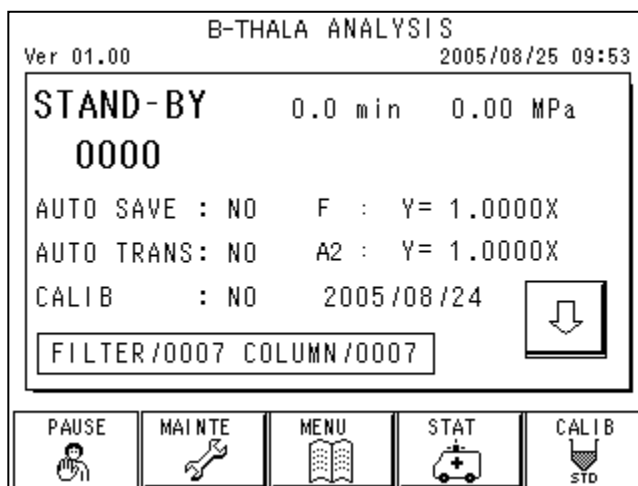 B-THALA ANALYSIS
Ver 01.00 2005/08/25 09:53
STAND-BY 0.0 min 0.00 MPa
0000
AUTO SAVE : NO F : Y= 1.0000X
AUTO TRANS: NO A2 : Y= 1.0000X
CALIB : NO 2005/08/24
FILTER/0007 COLUMN/0007
PAUSE MAINTE MENU STAT CALIB
STD